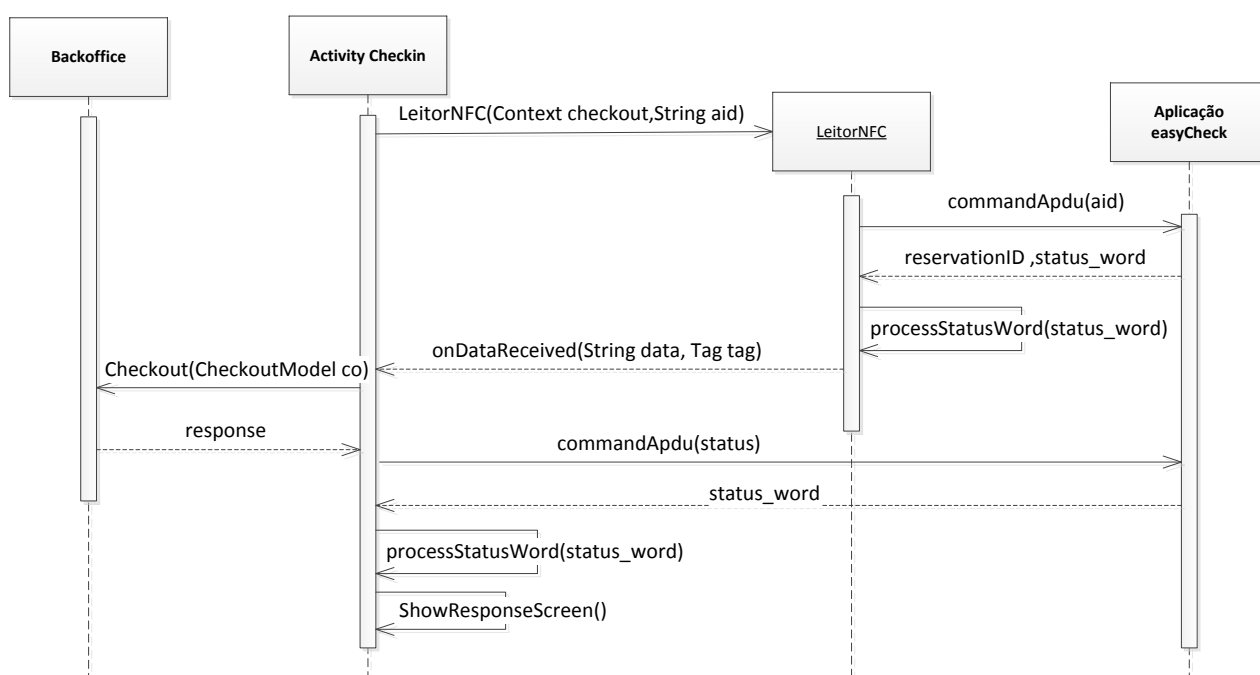 Backoffice
Activity Checkin
LeitorNFC(Context checkout,String aid)
LeitorNFC
Aplicação
easyCheck
commandApdu(aid)
reservationID ,status_word
processStatusWord(status_word)
onDataReceived(String data, Tag tag)
Checkout(CheckoutModel co)
response
commandApdu(status)
status_word
processStatusWord(status_word)
ShowResponseScreen()